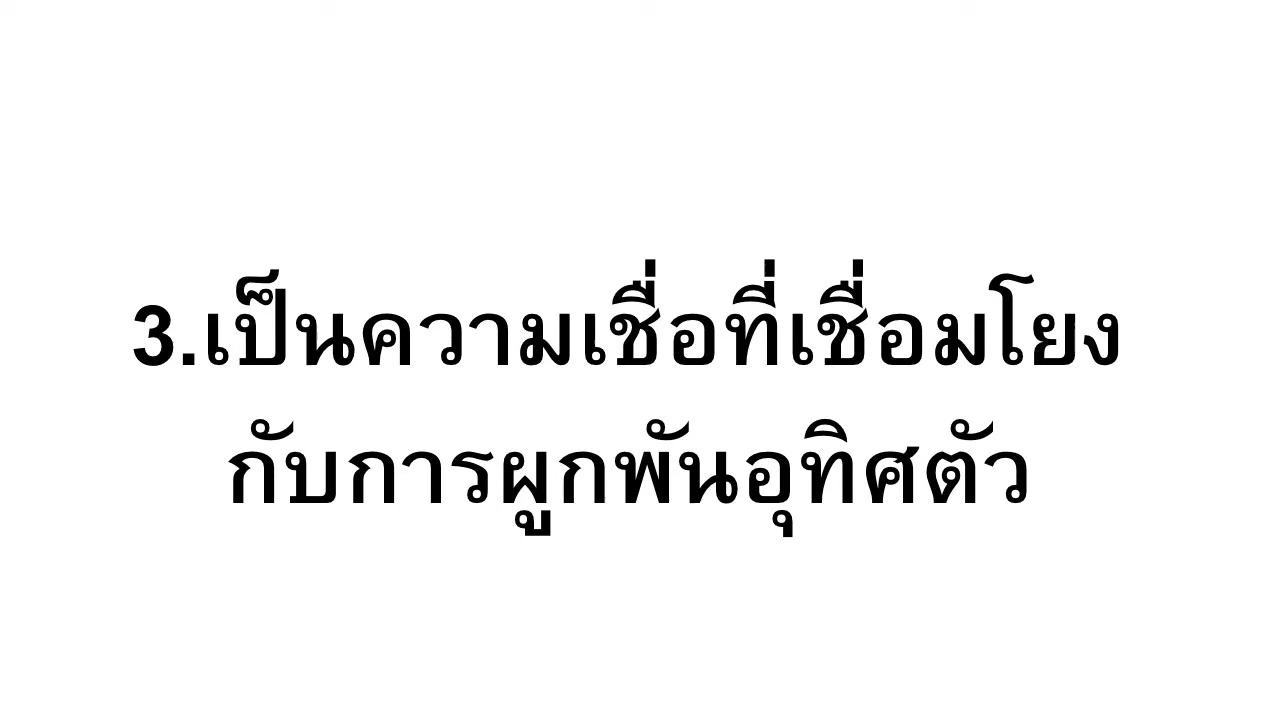 3.เป็นความเชื่อที่เชื่อมโยง
กับการผูกพันอุทิศตัว